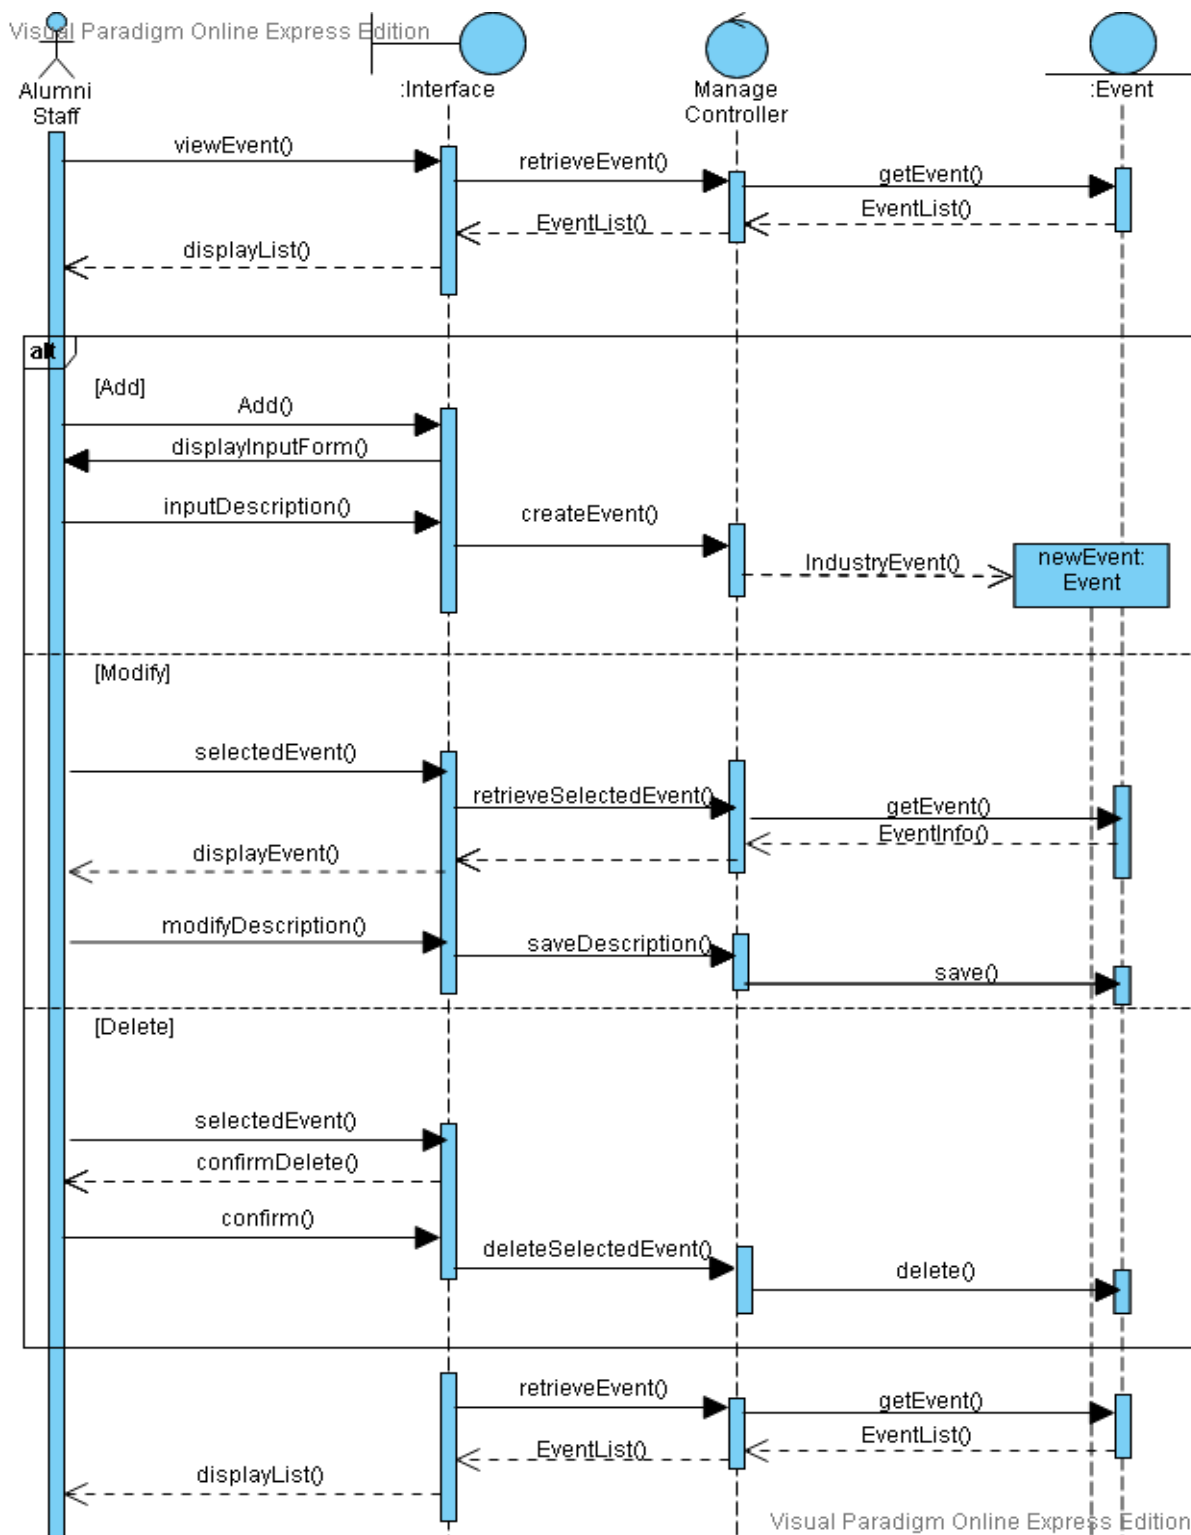 Visual Paradigm Online Express Edition
Alumni
Staff
:Interface
Manage
Controller
:Event
viewEvent()
retrieveEvent()
getEvent()
EventList()
EventList()
displayList()
alt
[Add]
Add()
displayInputForm()
inputDescription()
createEvent()
IndustryEvent()
newEvent:
Event
[Modify]
selectedEvent()
retrieveSelectedEvent()
getEvent()
EventInfo()
displayEvent()
modifyDescription()
saveDescription()
save()
[Delete]
selectedEvent()
confirmDelete()
confirm()
deleteSelectedEvent()
delete()
retrieveEvent()
getEvent()
EventList()
EventList()
displayList()
Visual Paradigm Online Express Edition